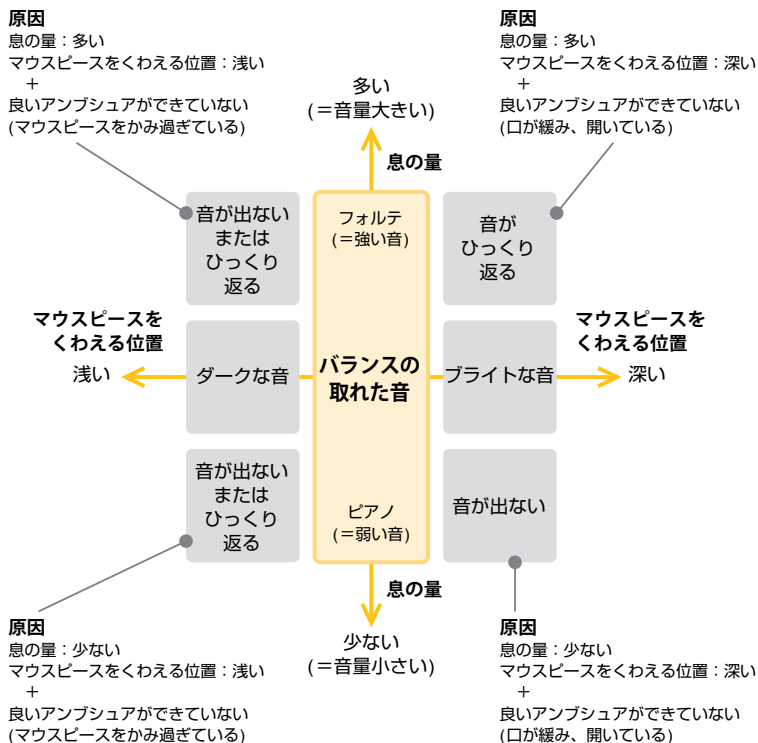 原因
息の量：多い
マウスピースをくわえる位置：浅い
＋
良いアンブシュアができていない
(マウスピースをかみ過ぎている)
原因
息の量：多い
マウスピースをくわえる位置：深い
＋
良いアンブシュアができていない
(口が緩み、開いている)
多い
(＝音量大きい)
息の量
音が出ない
または
ひっくり
返る
フォルテ
(＝強い音)
音が
ひっくり
返る
マウスピースを
くわえる位置
浅い
ダークな音
バランスの
取れた音
ブライトな音
マウスピースを
くわえる位置
深い
音が出ない
または
ひっくり
返る
ピアノ
(＝弱い音)
音が出ない
息の量
少ない
(＝音量小さい)
原因
息の量：少ない
マウスピースをくわえる位置：浅い
＋
良いアンブシュアができていない
(マウスピースをかみ過ぎている)
原因
息の量：少ない
マウスピースをくわえる位置：深い
＋
良いアンブシュアができていない
(口が緩み、開いている)